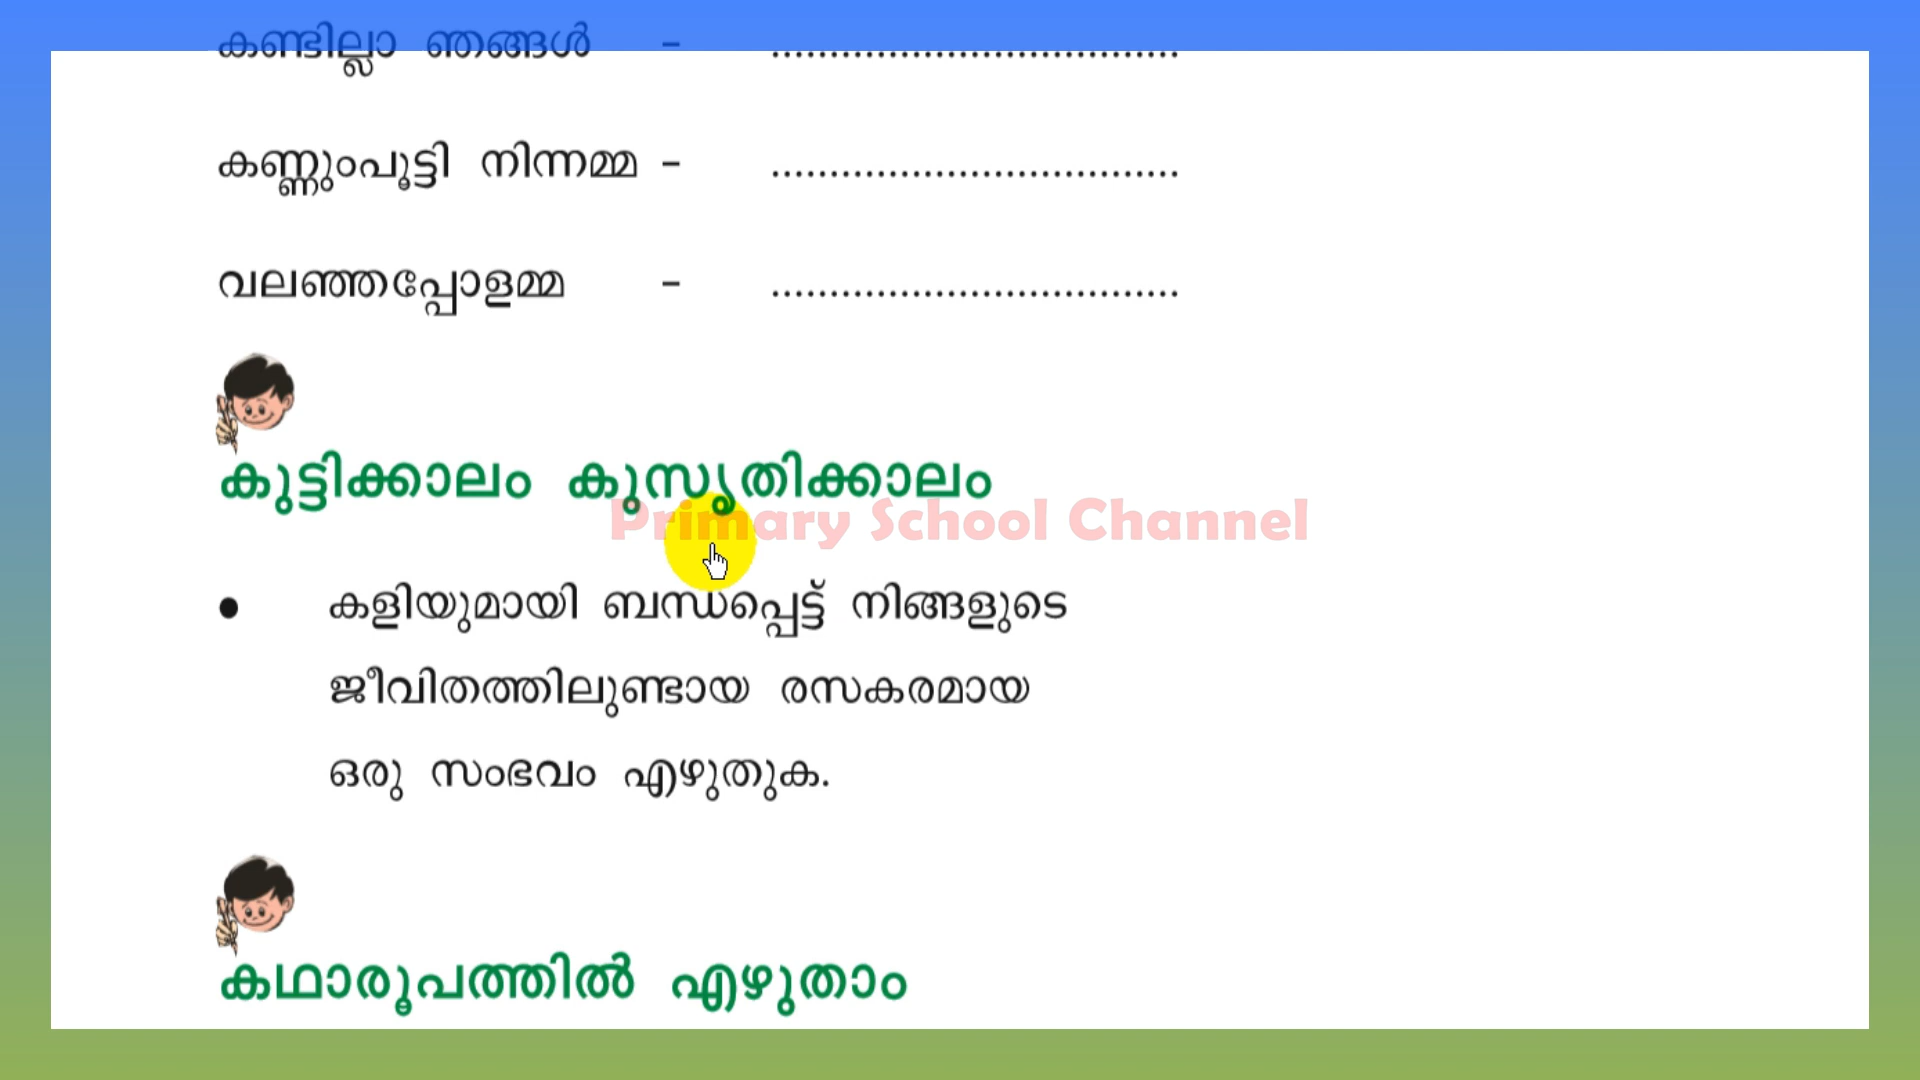 കണ്ടില്ലാ ഞങ്ങൾ - ...................................
കണ്ണുംപൂട്ടി നിന്നമ്മ - ...................................
വലഞ്ഞപ്പോളമ്മ - ...................................
കുട്ടിക്കാലം കുസൃതിക്കാലം
Primary School Channel
• കളിയുമായി ബന്ധപ്പെട്ട് നിങ്ങളുടെ
ജീവിതത്തിലുണ്ടായ രസകരമായ
ഒരു സംഭവം എഴുതുക.
കഥാരൂപത്തിൽ എഴുതാം